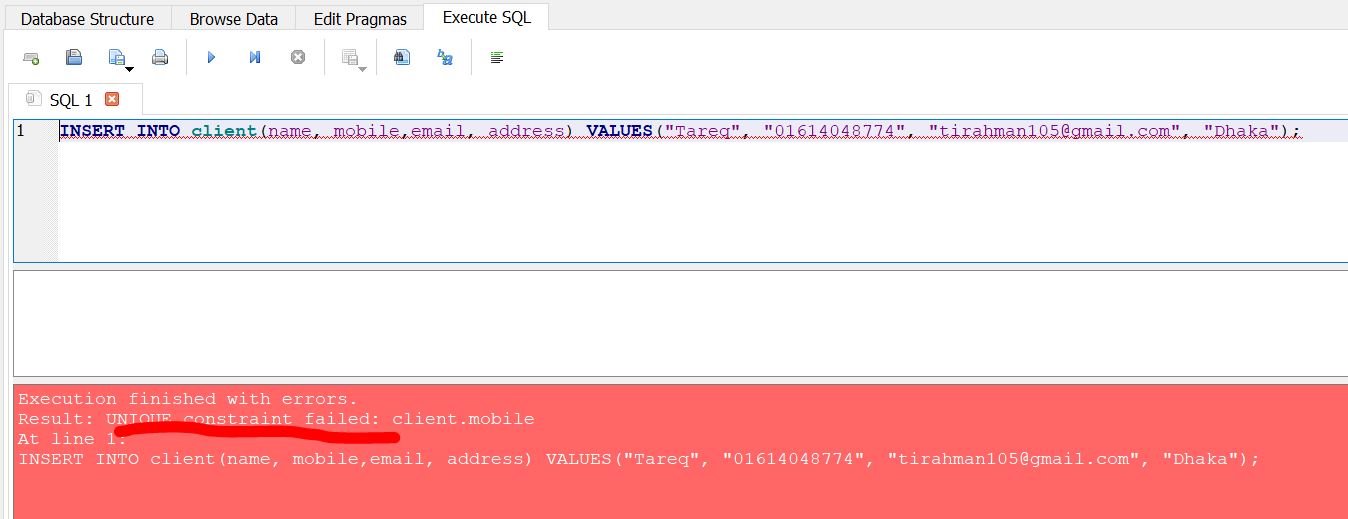 Database Structure Browse Data Edit Pragmas Execute SQL
SQL 1
1 INSERT INTO client(name, mobile,email, address) VALUES("Tareq", "01614048774", "tirahman105@gmail.com", "Dhaka");
Execution finished with errors.
Result: UNIQUE constraint failed: client.mobile
At line 1:
INSERT INTO client(name, mobile,email, address) VALUES("Tareq", "01614048774", "tirahman105@gmail.com", "Dhaka");